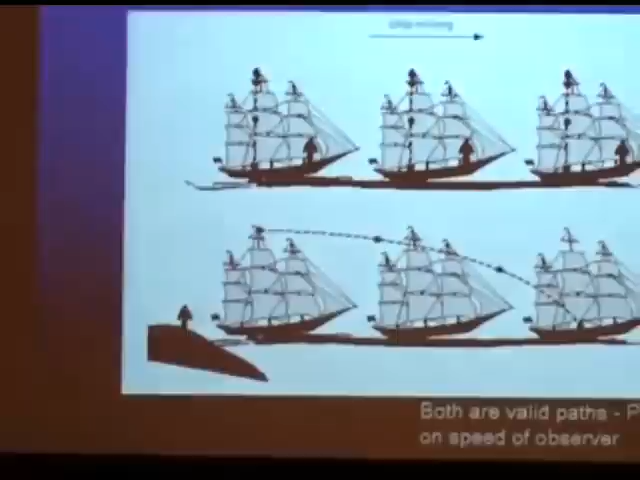 Both are valid paths -
on speed of observer